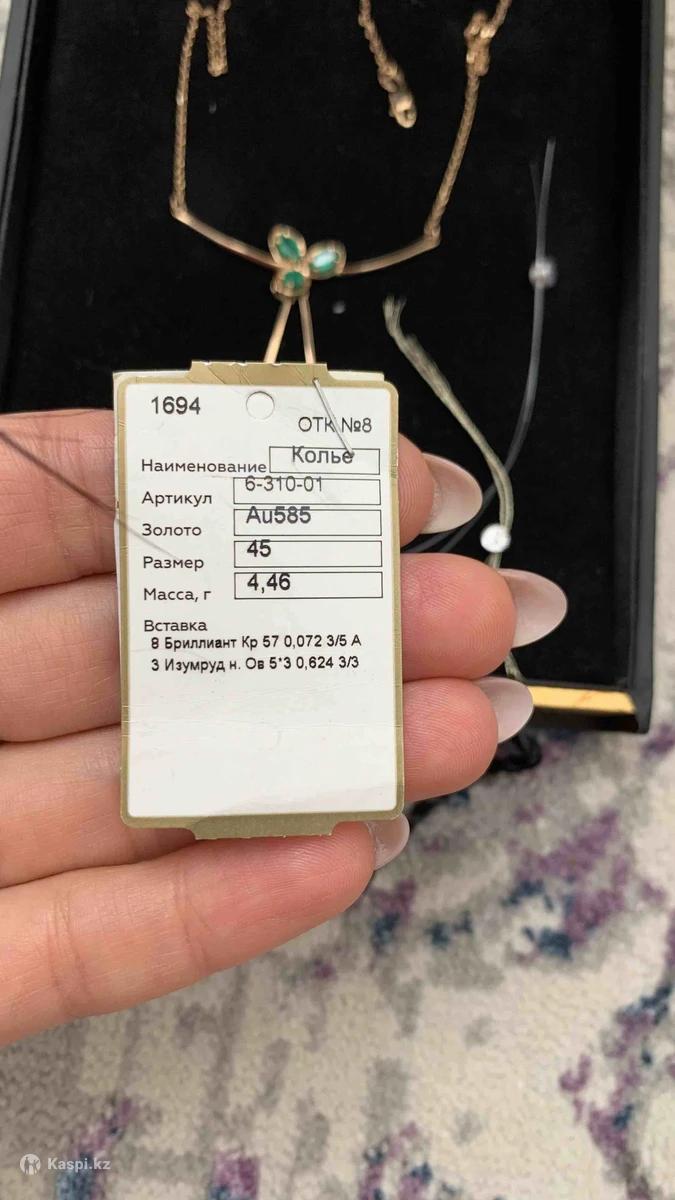 1694
ОТК №8
Наименование Колье
Артикул 6-310-01
Золото Au585
Размер 45
Масса, г 4,46
Вставка
8 Бриллиант Кр 57 0,072 3/5 А
3 Изумруд н. Ов 5*3 0,624 3/3
Kaspi.kz